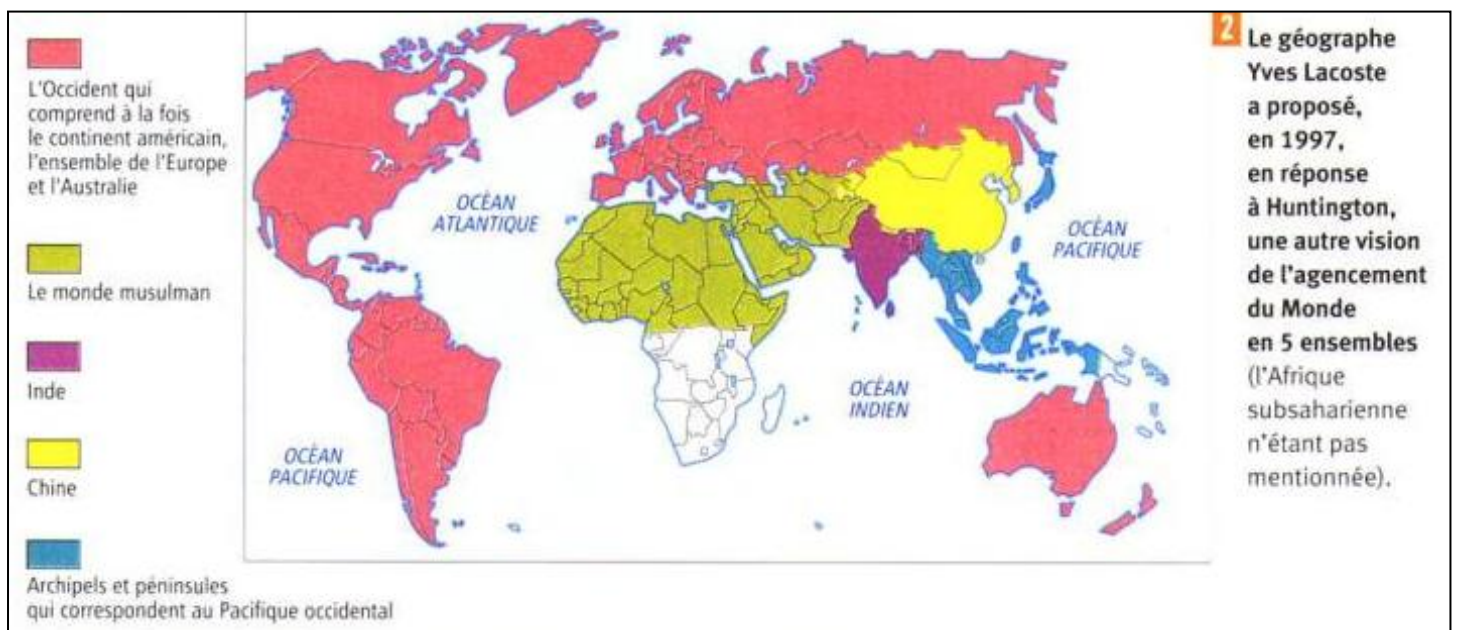 L'Occident qui
comprend à la fois
le continent américain,
l'ensemble de l'Europe
et l'Australie
Le monde musulman
Inde
Chine
Archipels et péninsules
qui correspondent au Pacifique occidental
OCÉAN
ATLANTIQUE
OCÉAN
PACIFIQUE
OCÉAN
INDIEN
OCÉAN
PACIFIQUE
2
Le géographe
Yves Lacoste
a proposé,
en 1997,
en réponse
à Huntington,
une autre vision
de l'agencement
du Monde
en 5 ensembles
(l'Afrique
subsaharienne
n'étant pas
mentionnée).